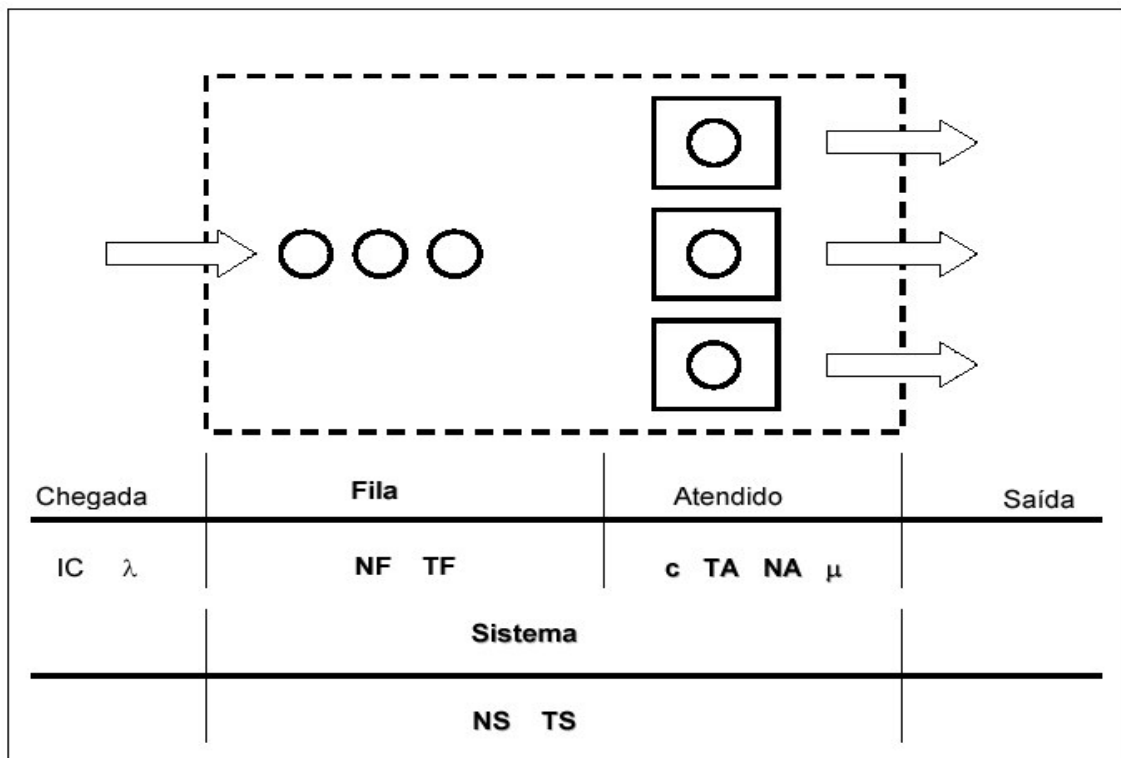 Chegada Fila Atendido Saída
IC λ NF TF c TA NA μ
Sistema
NS TS